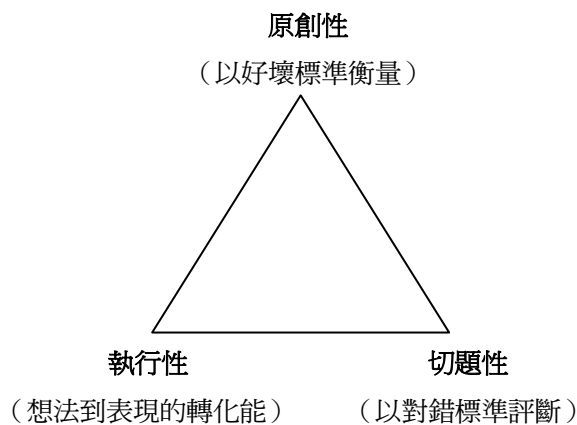 原創性
（以好壞標準衡量）
執行性
切題性
（想法到表現的轉化能）
（以對錯標準評斷）